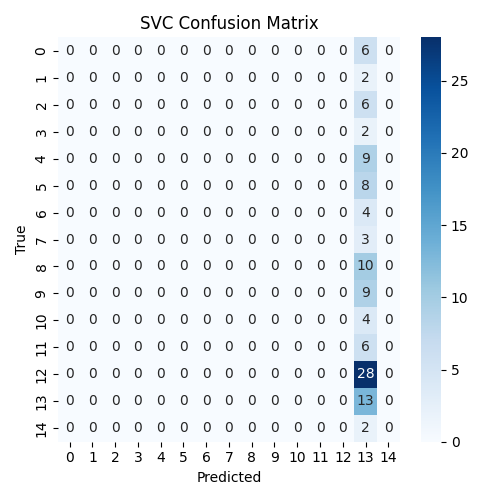 SVC Confusion Matrix
0 0 0 0 0 0 0 0 0 0 0 0 0 0 6 0
1 0 0 0 0 0 0 0 0 0 0 0 0 0 2 0
2 0 0 0 0 0 0 0 0 0 0 0 0 0 6 0
3 0 0 0 0 0 0 0 0 0 0 0 0 0 2 0
4 0 0 0 0 0 0 0 0 0 0 0 0 0 9 0
5 0 0 0 0 0 0 0 0 0 0 0 0 0 8 0
6 0 0 0 0 0 0 0 0 0 0 0 0 0 4 0
7 0 0 0 0 0 0 0 0 0 0 0 0 0 3 0
8 0 0 0 0 0 0 0 0 0 0 0 0 0 10 0
9 0 0 0 0 0 0 0 0 0 0 0 0 0 9 0
10 0 0 0 0 0 0 0 0 0 0 0 0 0 4 0
11 0 0 0 0 0 0 0 0 0 0 0 0 0 6 0
12 0 0 0 0 0 0 0 0 0 0 0 0 0 28 0
13 0 0 0 0 0 0 0 0 0 0 0 0 0 13 0
14 0 0 0 0 0 0 0 0 0 0 0 0 0 2 0
0 1 2 3 4 5 6 7 8 9 10 11 12 13 14
Predicted
True
25
20
15
10
5
0